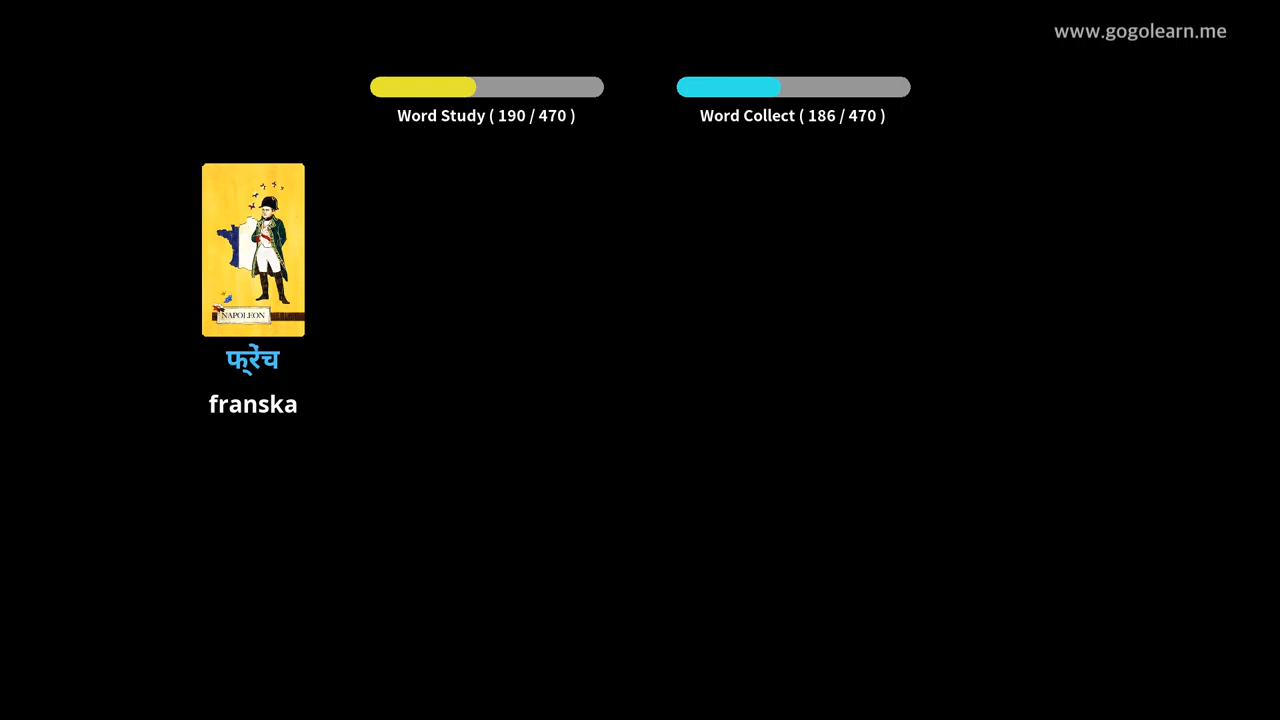 www.gogolearn.me
Word Study ( 190 / 470 )
Word Collect ( 186 / 470 )
NAPOLEON
फ्रेंच
franska